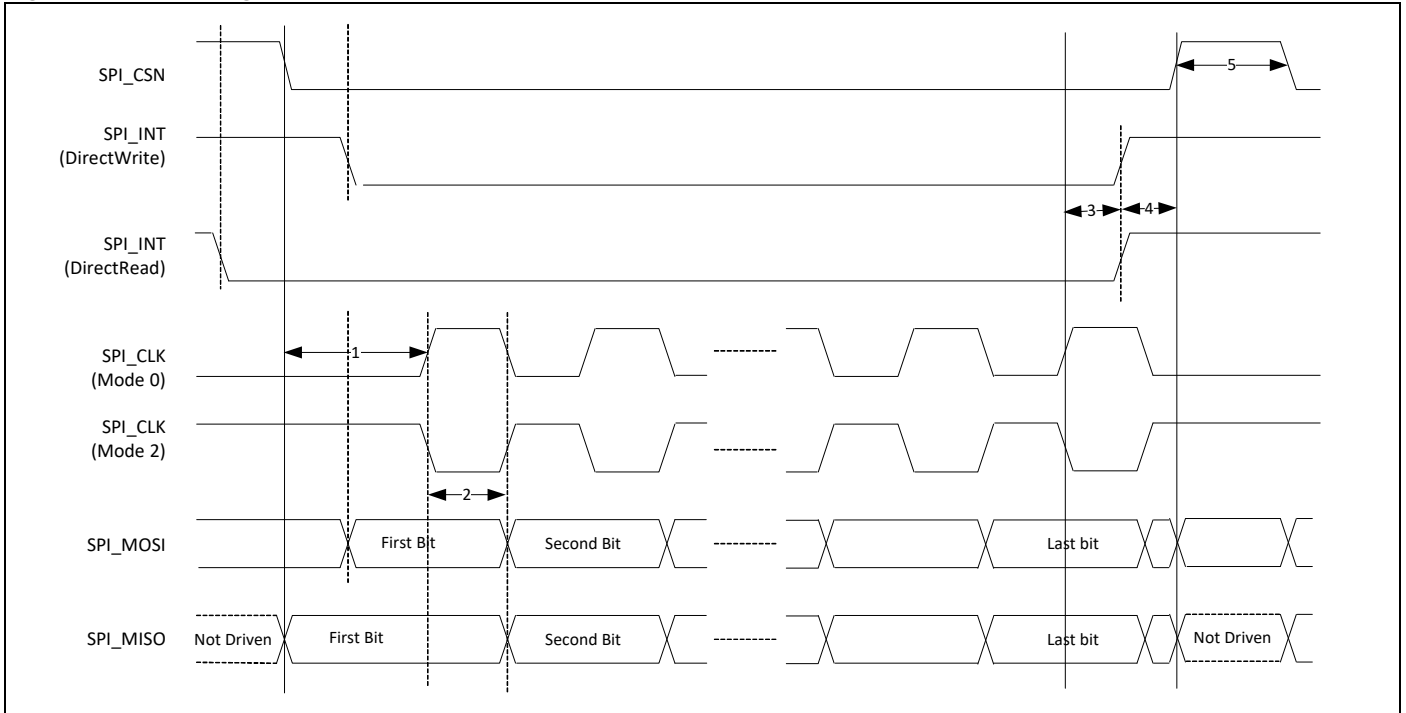 SPI_CSN
5
SPI_INT
(DirectWrite)
3
4
SPI_INT
(DirectRead)
SPI_CLK
(Mode 0)
1
SPI_CLK
(Mode 2)
2
SPI_MOSI
First Bit
Second Bit
Last bit
SPI_MISO
Not Driven
First Bit
Second Bit
Last bit
Not Driven